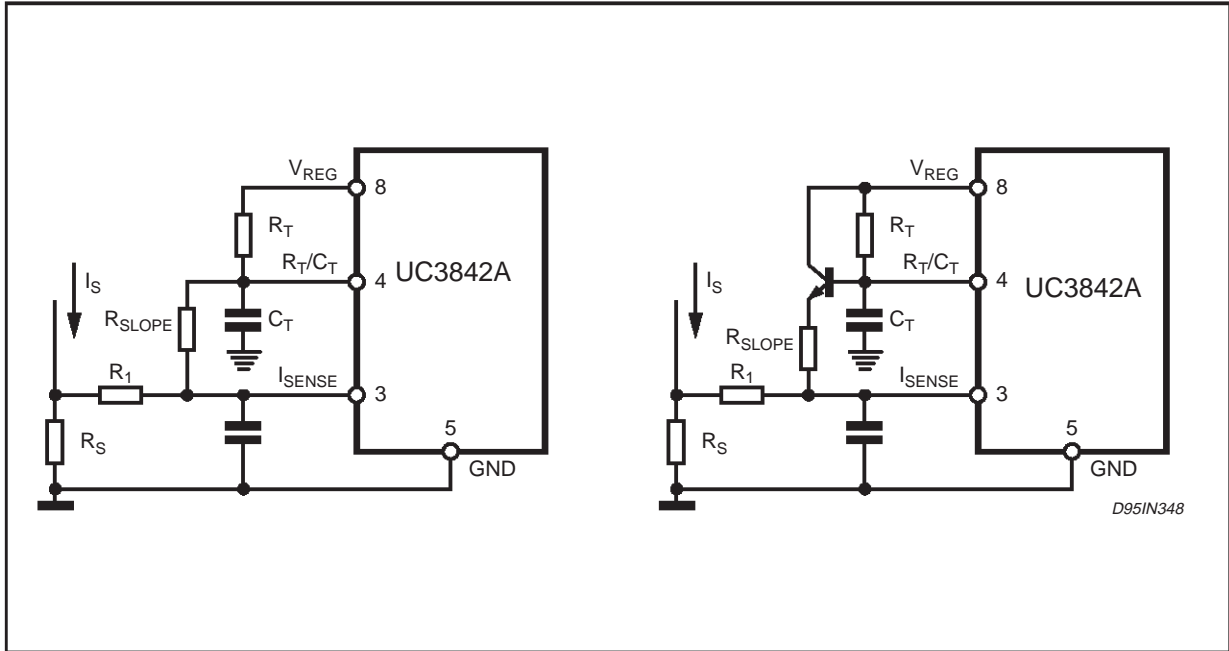 V_REG
8
R_T
R_T/C_T
4
UC3842A
I_S
R_SLOPE
C_T
R_1
I_SENSE
3
R_S
5
GND
V_REG
8
R_T
R_T/C_T
4
UC3842A
I_S
R_SLOPE
C_T
R_1
I_SENSE
3
R_S
5
GND
D95IN348